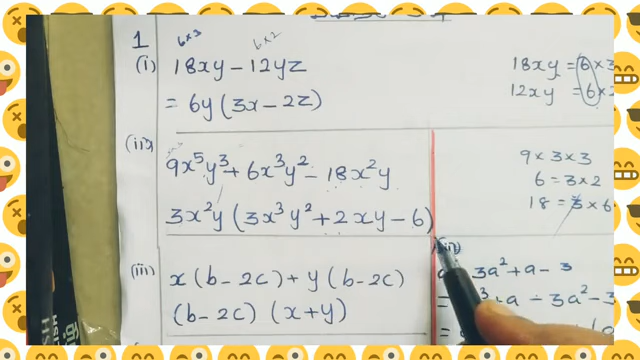 1
6×3 6×2
(i) 18xy - 12yz
= 6y (3x - 2z)
18xy = 6×3
12xy = 6×2
(ii) 9x⁵y³ + 6x³y² - 18x²y
3x²y (3x³y² + 2xy - 6)
9 × 3 × 3
6 = 3×2
18 = 3×6
(iii) x (b - 2c) + y (b - 2c)
(b - 2c) (x + y)
3a² + a - 3
+ a - 3a² - 3